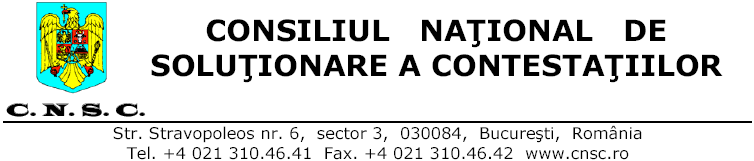 CONSILIUL NAŢIONAL DE
SOLUŢIONARE A CONTESTAŢIILOR
C. N. S. C.
Str. Stravopoleos nr. 6, sector 3, 030084, Bucureşti, România
Tel. +4 021 310.46.41 Fax. +4 021 310.46.42 www.cnsc.ro